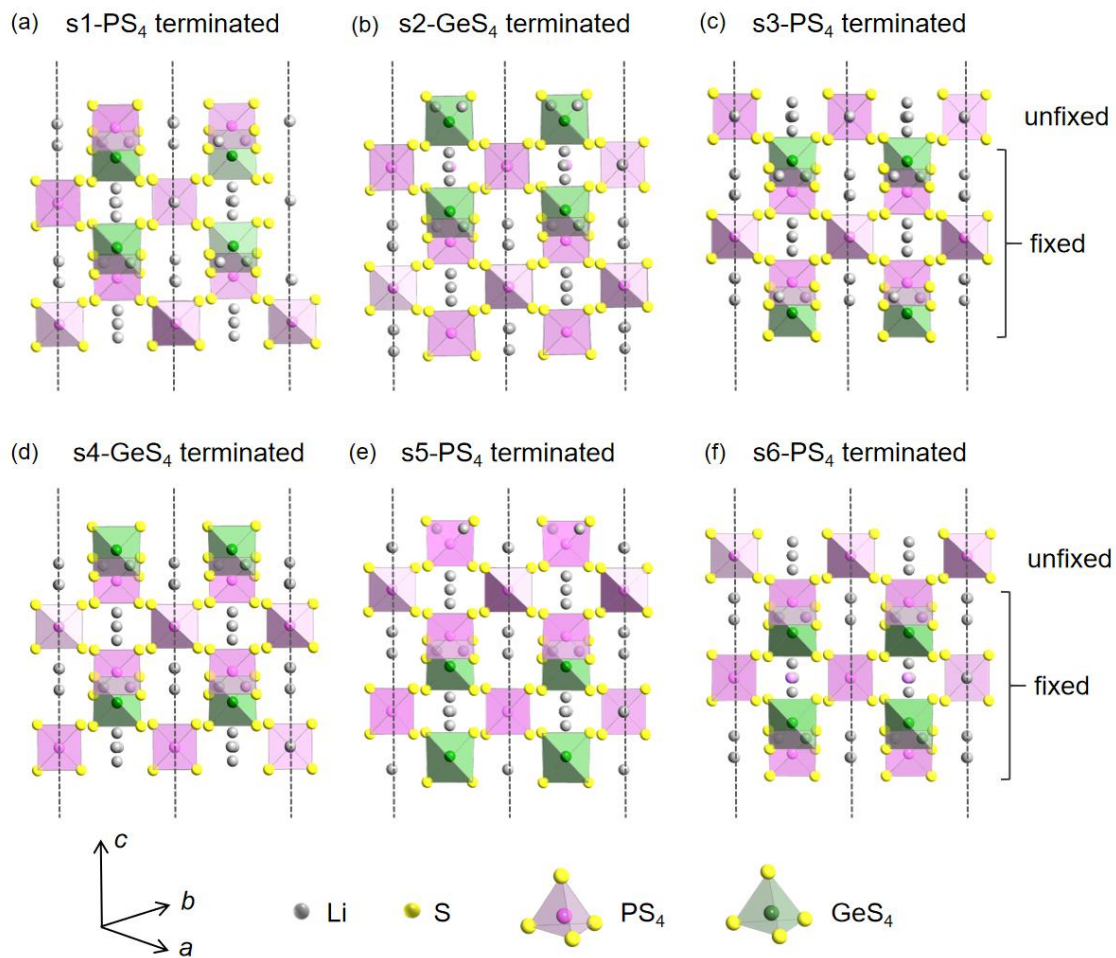 (a) s1-PS₄ terminated
(b) s2-GeS₄ terminated
(c) s3-PS₄ terminated
unfixed
fixed
(d) s4-GeS₄ terminated
(e) s5-PS₄ terminated
(f) s6-PS₄ terminated
unfixed
fixed
c
b
a
Li
S
PS₄
GeS₄